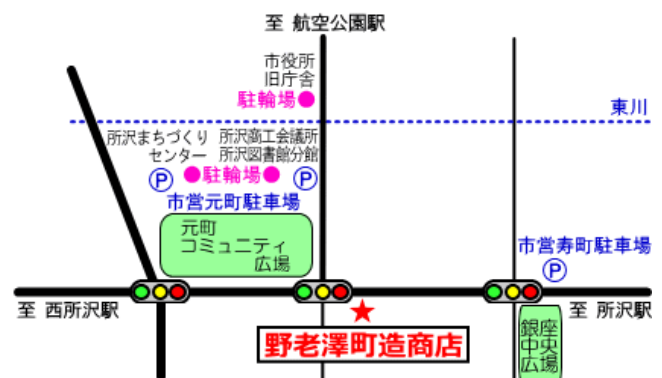 至 航空公園駅
市役所
旧庁舎
駐輪場●
東川
所沢まちづくり
センター
所沢商工会議所
所沢図書館分館
●駐輪場●
P
P
市営元町駐車場
元町
コミュニティ
広場
市営寿町駐車場
P
至 西所沢駅
★
至 所沢駅
野老澤町造商店
銀座
中央
広場